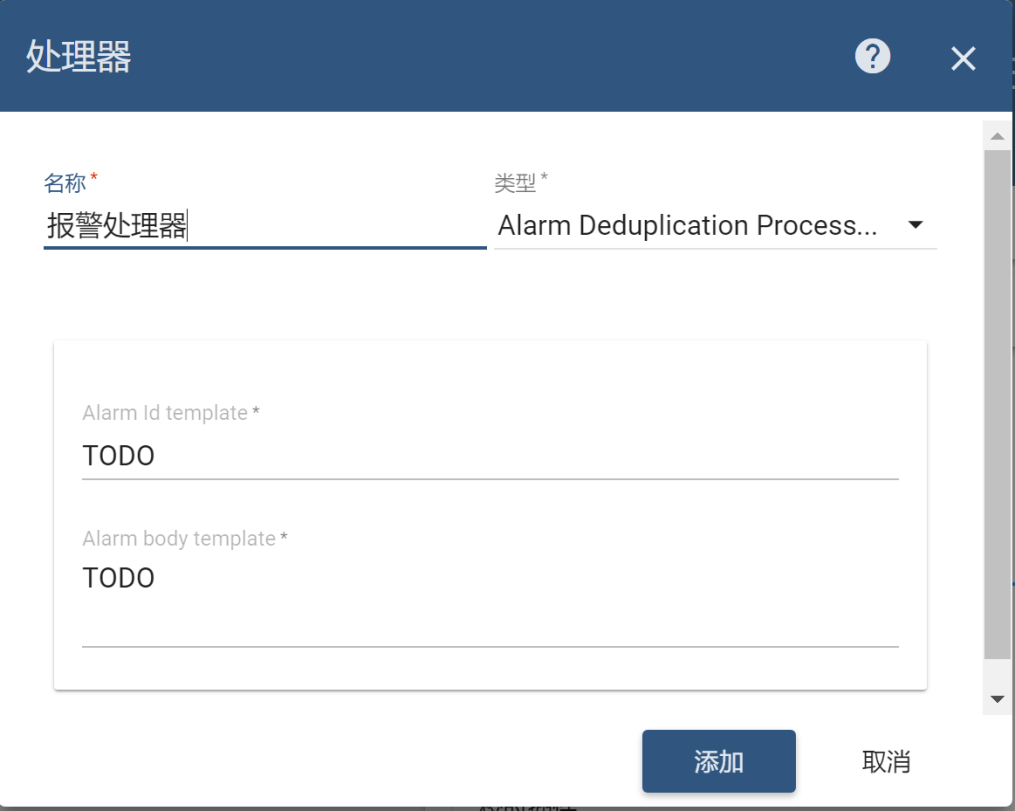 处理器
名称* 类型*
报警处理器 Alarm Deduplication Process...
Alarm Id template*
TODO
Alarm body template*
TODO
添加 取消